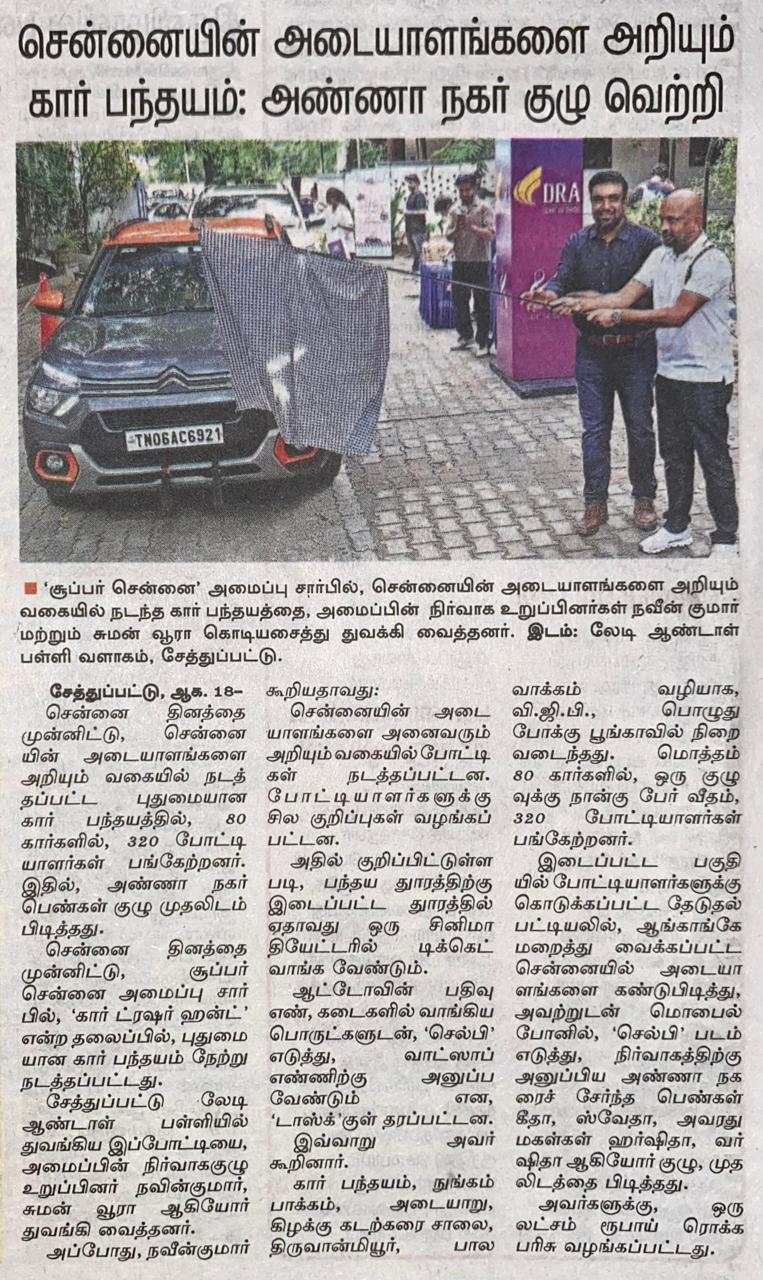 சென்னையின் அடையாளங்களை அறியும்
கார் பந்தயம்: அண்ணா நகர் குழு வெற்றி
DRA
TN06AC6921
'சூப்பர் சென்னை' அமைப்பு சார்பில், சென்னையின் அடையாளங்களை அறியும்
வகையில் நடந்த கார் பந்தயத்தை, அமைப்பின் நிர்வாக உறுப்பினர்கள் நவீன் குமார்
மற்றும் சுமன் வூரா கொடியசைத்து துவக்கி வைத்தனர். இடம்: லேடி ஆண்டாள்
பள்ளி வளாகம், சேத்துப்பட்டு.
சேத்துப்பட்டு, ஆக. 18–
சென்னை தினத்தை
முன்னிட்டு, சென்னை
யின் அடையாளங்களை
அறியும் வகையில் நடத்
தப்பட்ட புதுமையான
கார் பந்தயத்தில், 80
கார்களில், 320 போட்டி
யாளர்கள் பங்கேற்றனர்.
இதில், அண்ணா நகர்
பெண்கள் குழு முதலிடம்
பிடித்தது.
சென்னை தினத்தை
முன்னிட்டு, சூப்பர்
சென்னை அமைப்பு சார்
பில், 'கார் ட்ரஷர் ஹன்ட்'
என்ற தலைப்பில், புதுமை
யான கார் பந்தயம் நேற்று
நடத்தப்பட்டது.
சேத்துப்பட்டு லேடி
ஆண்டாள் பள்ளியில்
துவங்கிய இப்போட்டியை,
அமைப்பின் நிர்வாககுழு
உறுப்பினர் நவின்குமார்,
சுமன் வூரா ஆகியோர்
துவங்கி வைத்தனர்.
அப்போது, நவீன்குமார்
கூறியதாவது:
சென்னையின் அடை
யாளங்களை அனைவரும்
அறியும் வகையில் போட்டி
கள் நடத்தப்பட்டன.
போட்டியாளர்களுக்கு
சில குறிப்புகள் வழங்கப்
பட்டன.
அதில் குறிப்பிட்டுள்ள
படி, பந்தய தூரத்திற்கு
இடைப்பட்ட தூரத்தில்
ஏதாவது ஒரு சினிமா
தியேட்டரில் டிக்கெட்
வாங்க வேண்டும்.
ஆட்டோவின் பதிவு
எண், கடைகளில் வாங்கிய
பொருட்களுடன், 'செல்பி'
எடுத்து, வாட்ஸாப்
எண்ணிற்கு அனுப்ப
வேண்டும் என,
'டாஸ்க்'குள் தரப்பட்டன.
இவ்வாறு அவர்
கூறினார்.
கார் பந்தயம், நுங்கம்
பாக்கம், அடையாறு,
கிழக்கு கடற்கரை சாலை,
திருவான்மியூர், பால
வாக்கம் வழியாக,
வி.ஜி.பி., பொழுது
போக்கு பூங்காவில் நிறை
வடைந்தது. மொத்தம்
80 கார்களில், ஒரு குழு
வுக்கு நான்கு பேர் வீதம்,
320 போட்டியாளர்கள்
பங்கேற்றனர்.
இடைப்பட்ட பகுதி
யில் போட்டியாளர்களுக்கு
கொடுக்கப்பட்ட தேடுதல்
பட்டியலில், ஆங்காங்கே
மறைத்து வைக்கப்பட்ட
சென்னையில் அடையா
ளங்களை கண்டுபிடித்து,
அவற்றுடன் மொபைல்
போனில், 'செல்பி' படம்
எடுத்து, நிர்வாகத்திற்கு
அனுப்பிய அண்ணா நக
ரைச் சேர்ந்த பெண்கள்
கீதா, ஸ்வேதா, அவரது
மகள்கள் ஹர்ஷிதா, வர்
ஷிதா ஆகியோர் குழு, முத
லிடத்தை பிடித்தது.
அவர்களுக்கு, ஒரு
லட்சம் ரூபாய் ரொக்க
பரிசு வழங்கப்பட்டது.